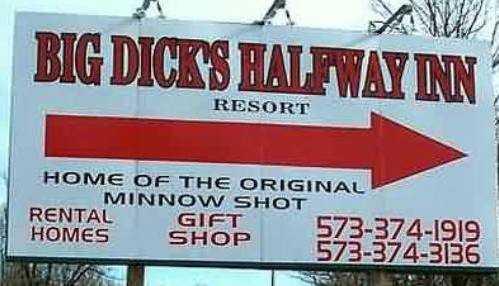 BIG DICK'S HALFWAY INN
RESORT
HOME OF THE ORIGINAL
MINNOW SHOT
RENTAL
HOMES
GIFT
SHOP
573-374-1919
573-374-3136